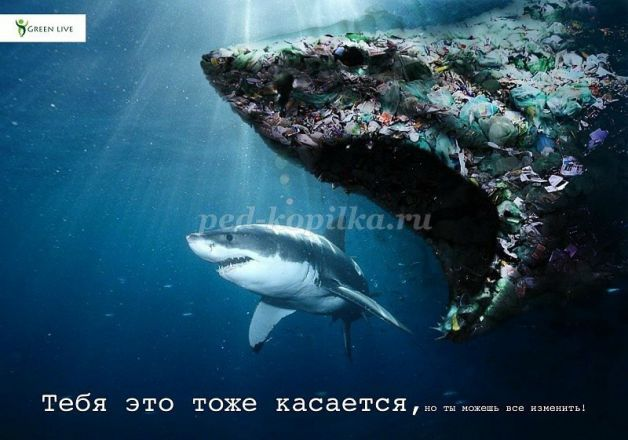 GREEN LIVE
ped-kopilka.ru
Тебя это тоже касается, но ты можешь все изменить!